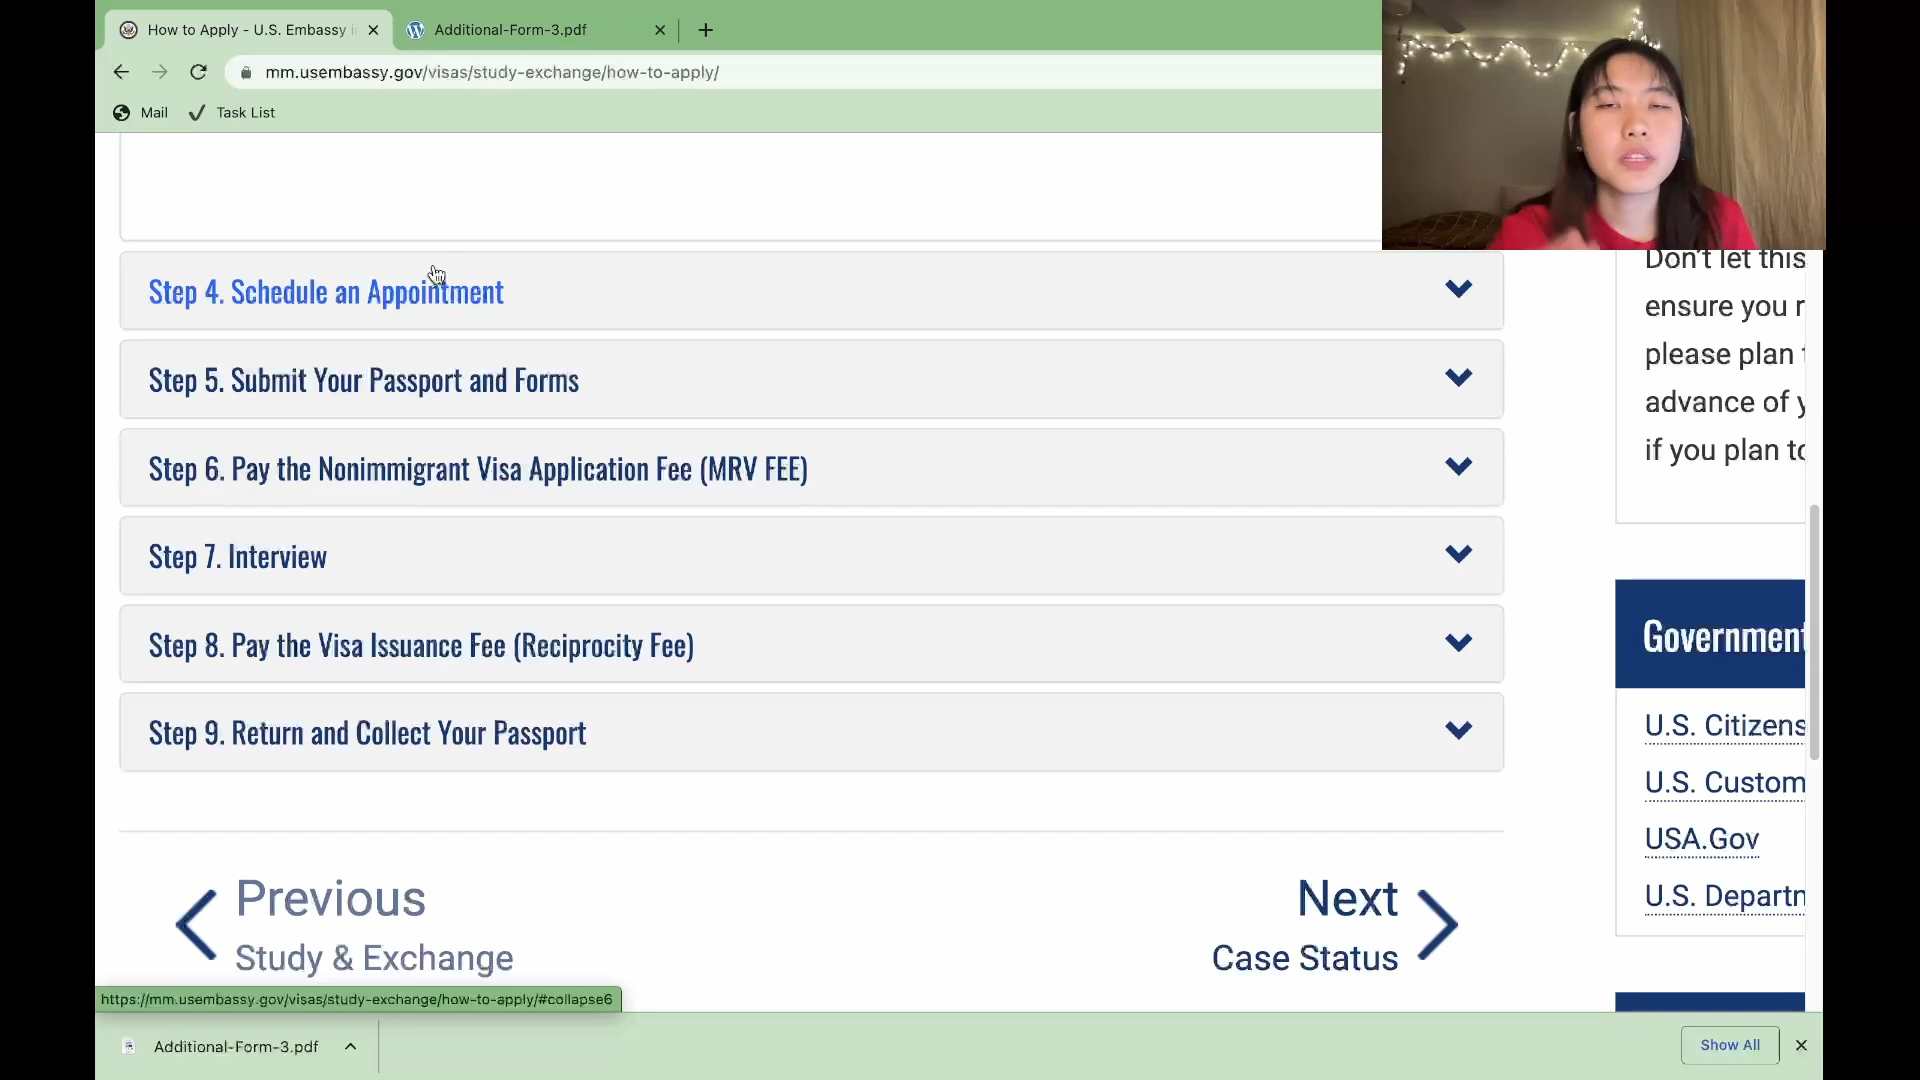 How to Apply - U.S. Embassy
Additional-Form-3.pdf
mm.usembassy.gov/visas/study-exchange/how-to-apply/
Mail
Task List
Step 4. Schedule an Appointment
Step 5. Submit Your Passport and Forms
Step 6. Pay the Nonimmigrant Visa Application Fee (MRV FEE)
Step 7. Interview
Step 8. Pay the Visa Issuance Fee (Reciprocity Fee)
Step 9. Return and Collect Your Passport
Previous
Study & Exchange
Next
Case Status
Don't let this
ensure you r
please plan t
advance of y
if you plan to
Government
U.S. Citizens
U.S. Custom
USA.Gov
U.S. Departn
https://mm.usembassy.gov/visas/study-exchange/how-to-apply/#collapse6
Additional-Form-3.pdf
Show All